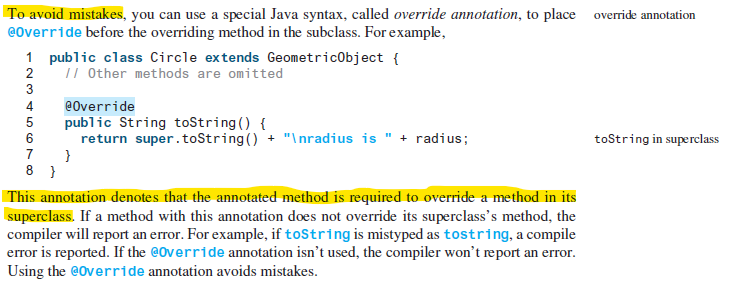 To avoid mistakes, you can use a special Java syntax, called override annotation, to place
override annotation
@Override before the overriding method in the subclass. For example,
1 public class Circle extends GeometricObject {
2 // Other methods are omitted
3
4 @Override
5 public String toString() {
6 return super.toString() + "\nradius is " + radius;
toString in superclass
7 }
8 }
This annotation denotes that the annotated method is required to override a method in its
superclass. If a method with this annotation does not override its superclass's method, the
compiler will report an error. For example, if toString is mistyped as tostring, a compile
error is reported. If the @Override annotation isn't used, the compiler won't report an error.
Using the @Override annotation avoids mistakes.